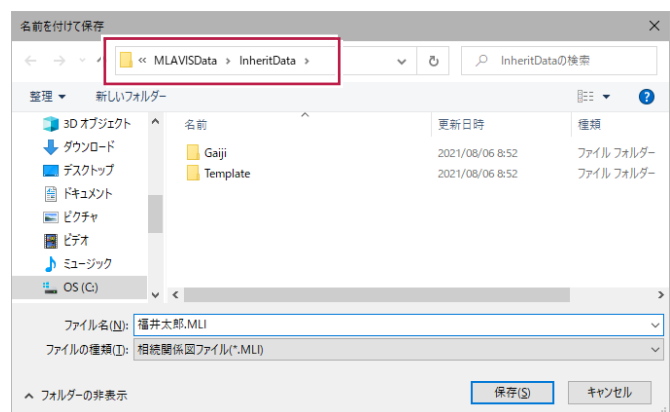 名前を付けて保存
« MLAVISData › InheritData ›
InheritDataの検索
整理
新しいフォルダー
3D オブジェクト
ダウンロード
デスクトップ
ドキュメント
ピクチャ
ビデオ
ミュージック
OS (C:)
名前 更新日時 種類
Gaiji 2021/08/06 8:52 ファイル フォルダー
Template 2021/08/06 8:52 ファイル フォルダー
ファイル名(N): 福井太郎.MLI
ファイルの種類(T): 相続関係図ファイル(*.MLI)
フォルダーの非表示
保存(S) キャンセル